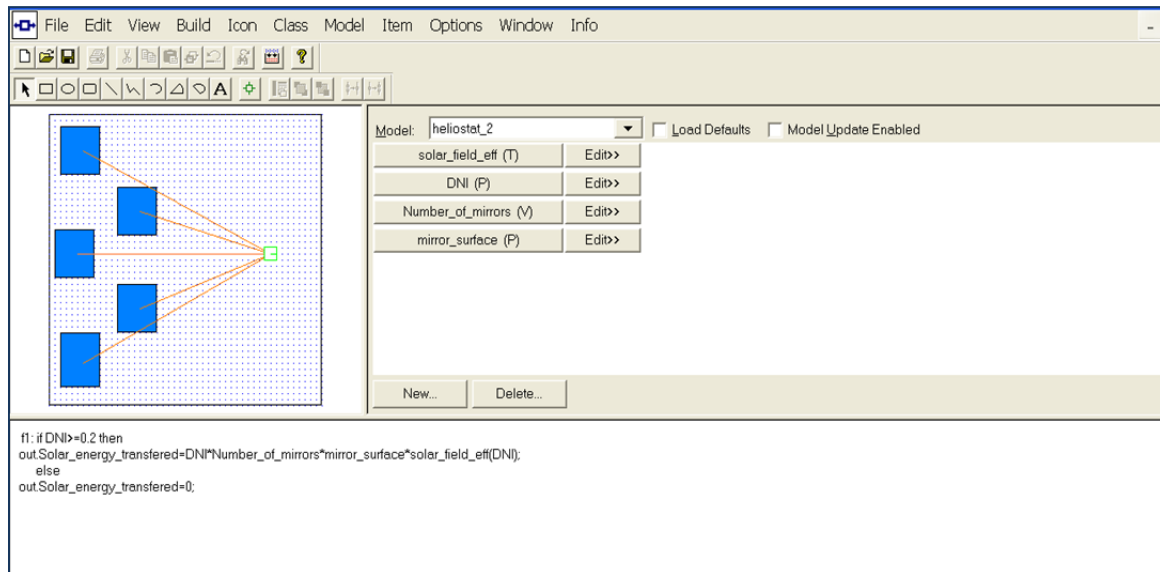 File Edit View Build Icon Class Model Item Options Window Info
A
Model: heliostat_2 Load Defaults Model Update Enabled
solar_field_eff (T) Edit>>
DNI (P) Edit>>
Number_of_mirrors (V) Edit>>
mirror_surface (P) Edit>>
New... Delete...
f1: if DNI>=0.2 then
out.Solar_energy_transfered=DNI*Number_of_mirrors*mirror_surface*solar_field_eff(DNI);
else
out.Solar_energy_transfered=0;